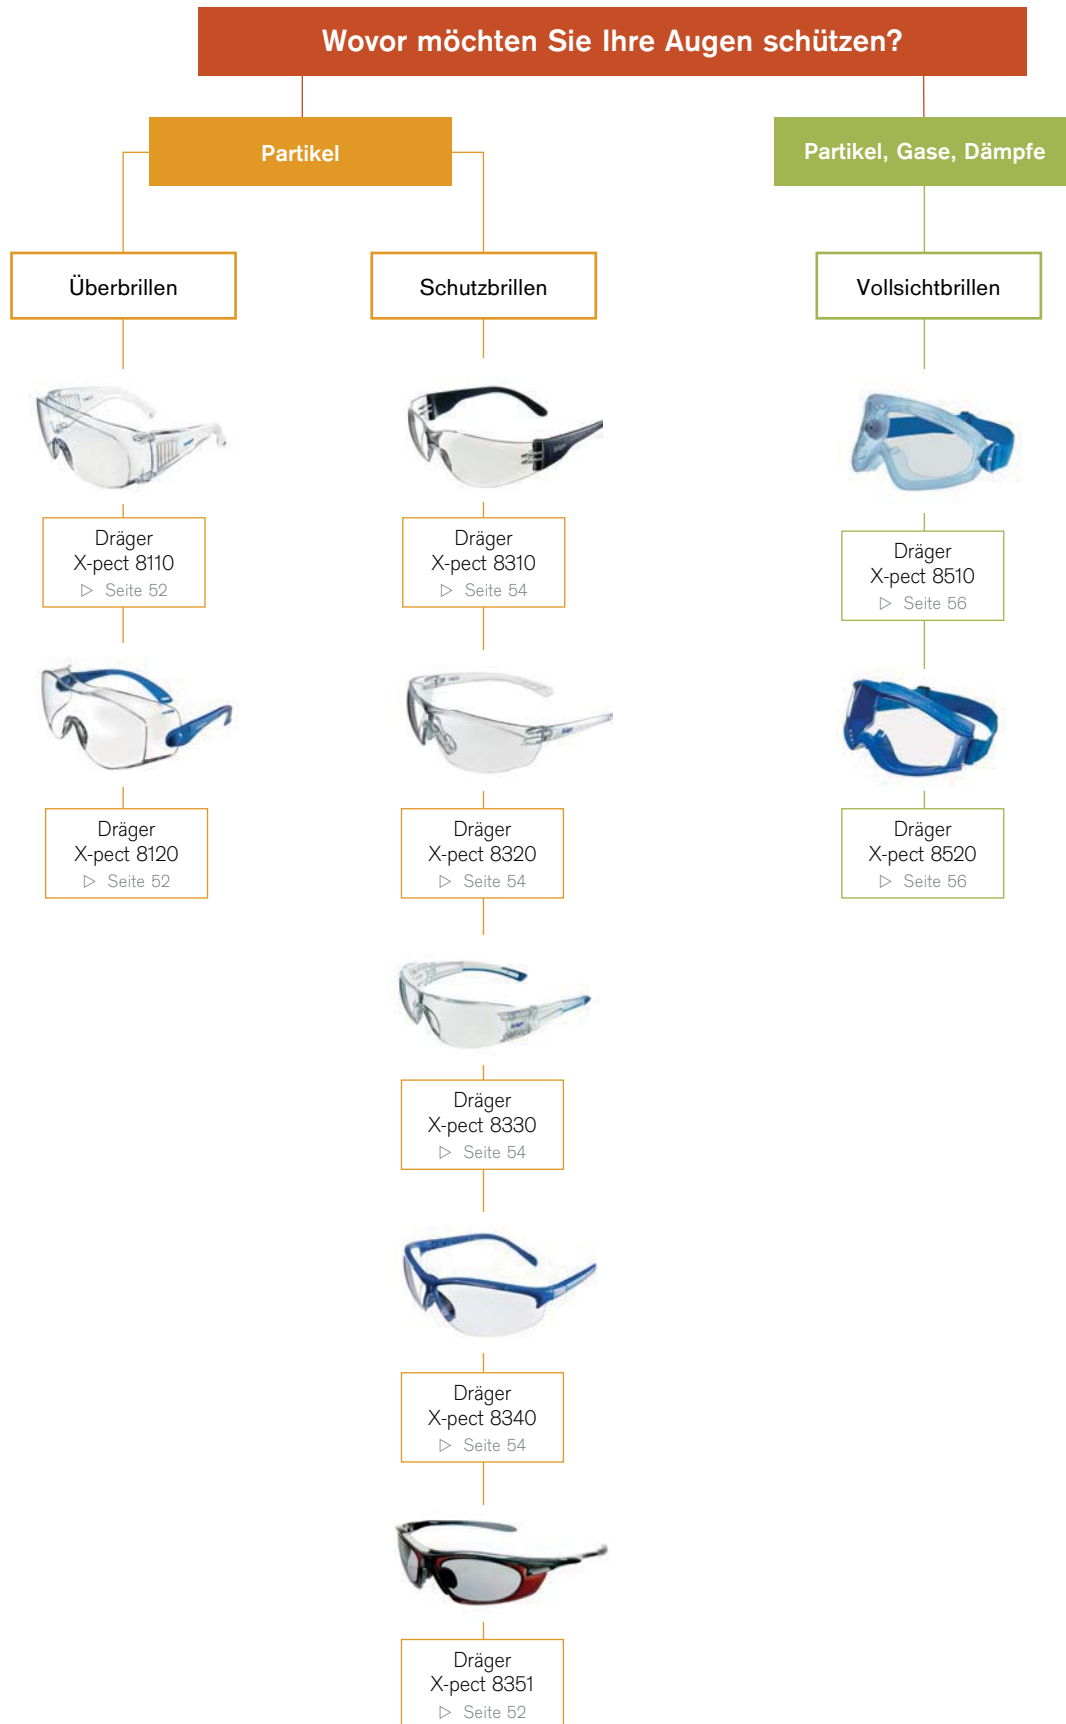 Wovor möchten Sie Ihre Augen schützen?
Partikel
Partikel, Gase, Dämpfe
Überbrillen
Schutzbrillen
Vollsichtbrillen
Dräger
X-pect 8110
▷ Seite 52
Dräger
X-pect 8310
▷ Seite 54
Dräger
X-pect 8510
▷ Seite 56
Dräger
X-pect 8120
▷ Seite 52
Dräger
X-pect 8320
▷ Seite 54
Dräger
X-pect 8520
▷ Seite 56
Dräger
X-pect 8330
▷ Seite 54
Dräger
X-pect 8340
▷ Seite 54
Dräger
X-pect 8351
▷ Seite 52